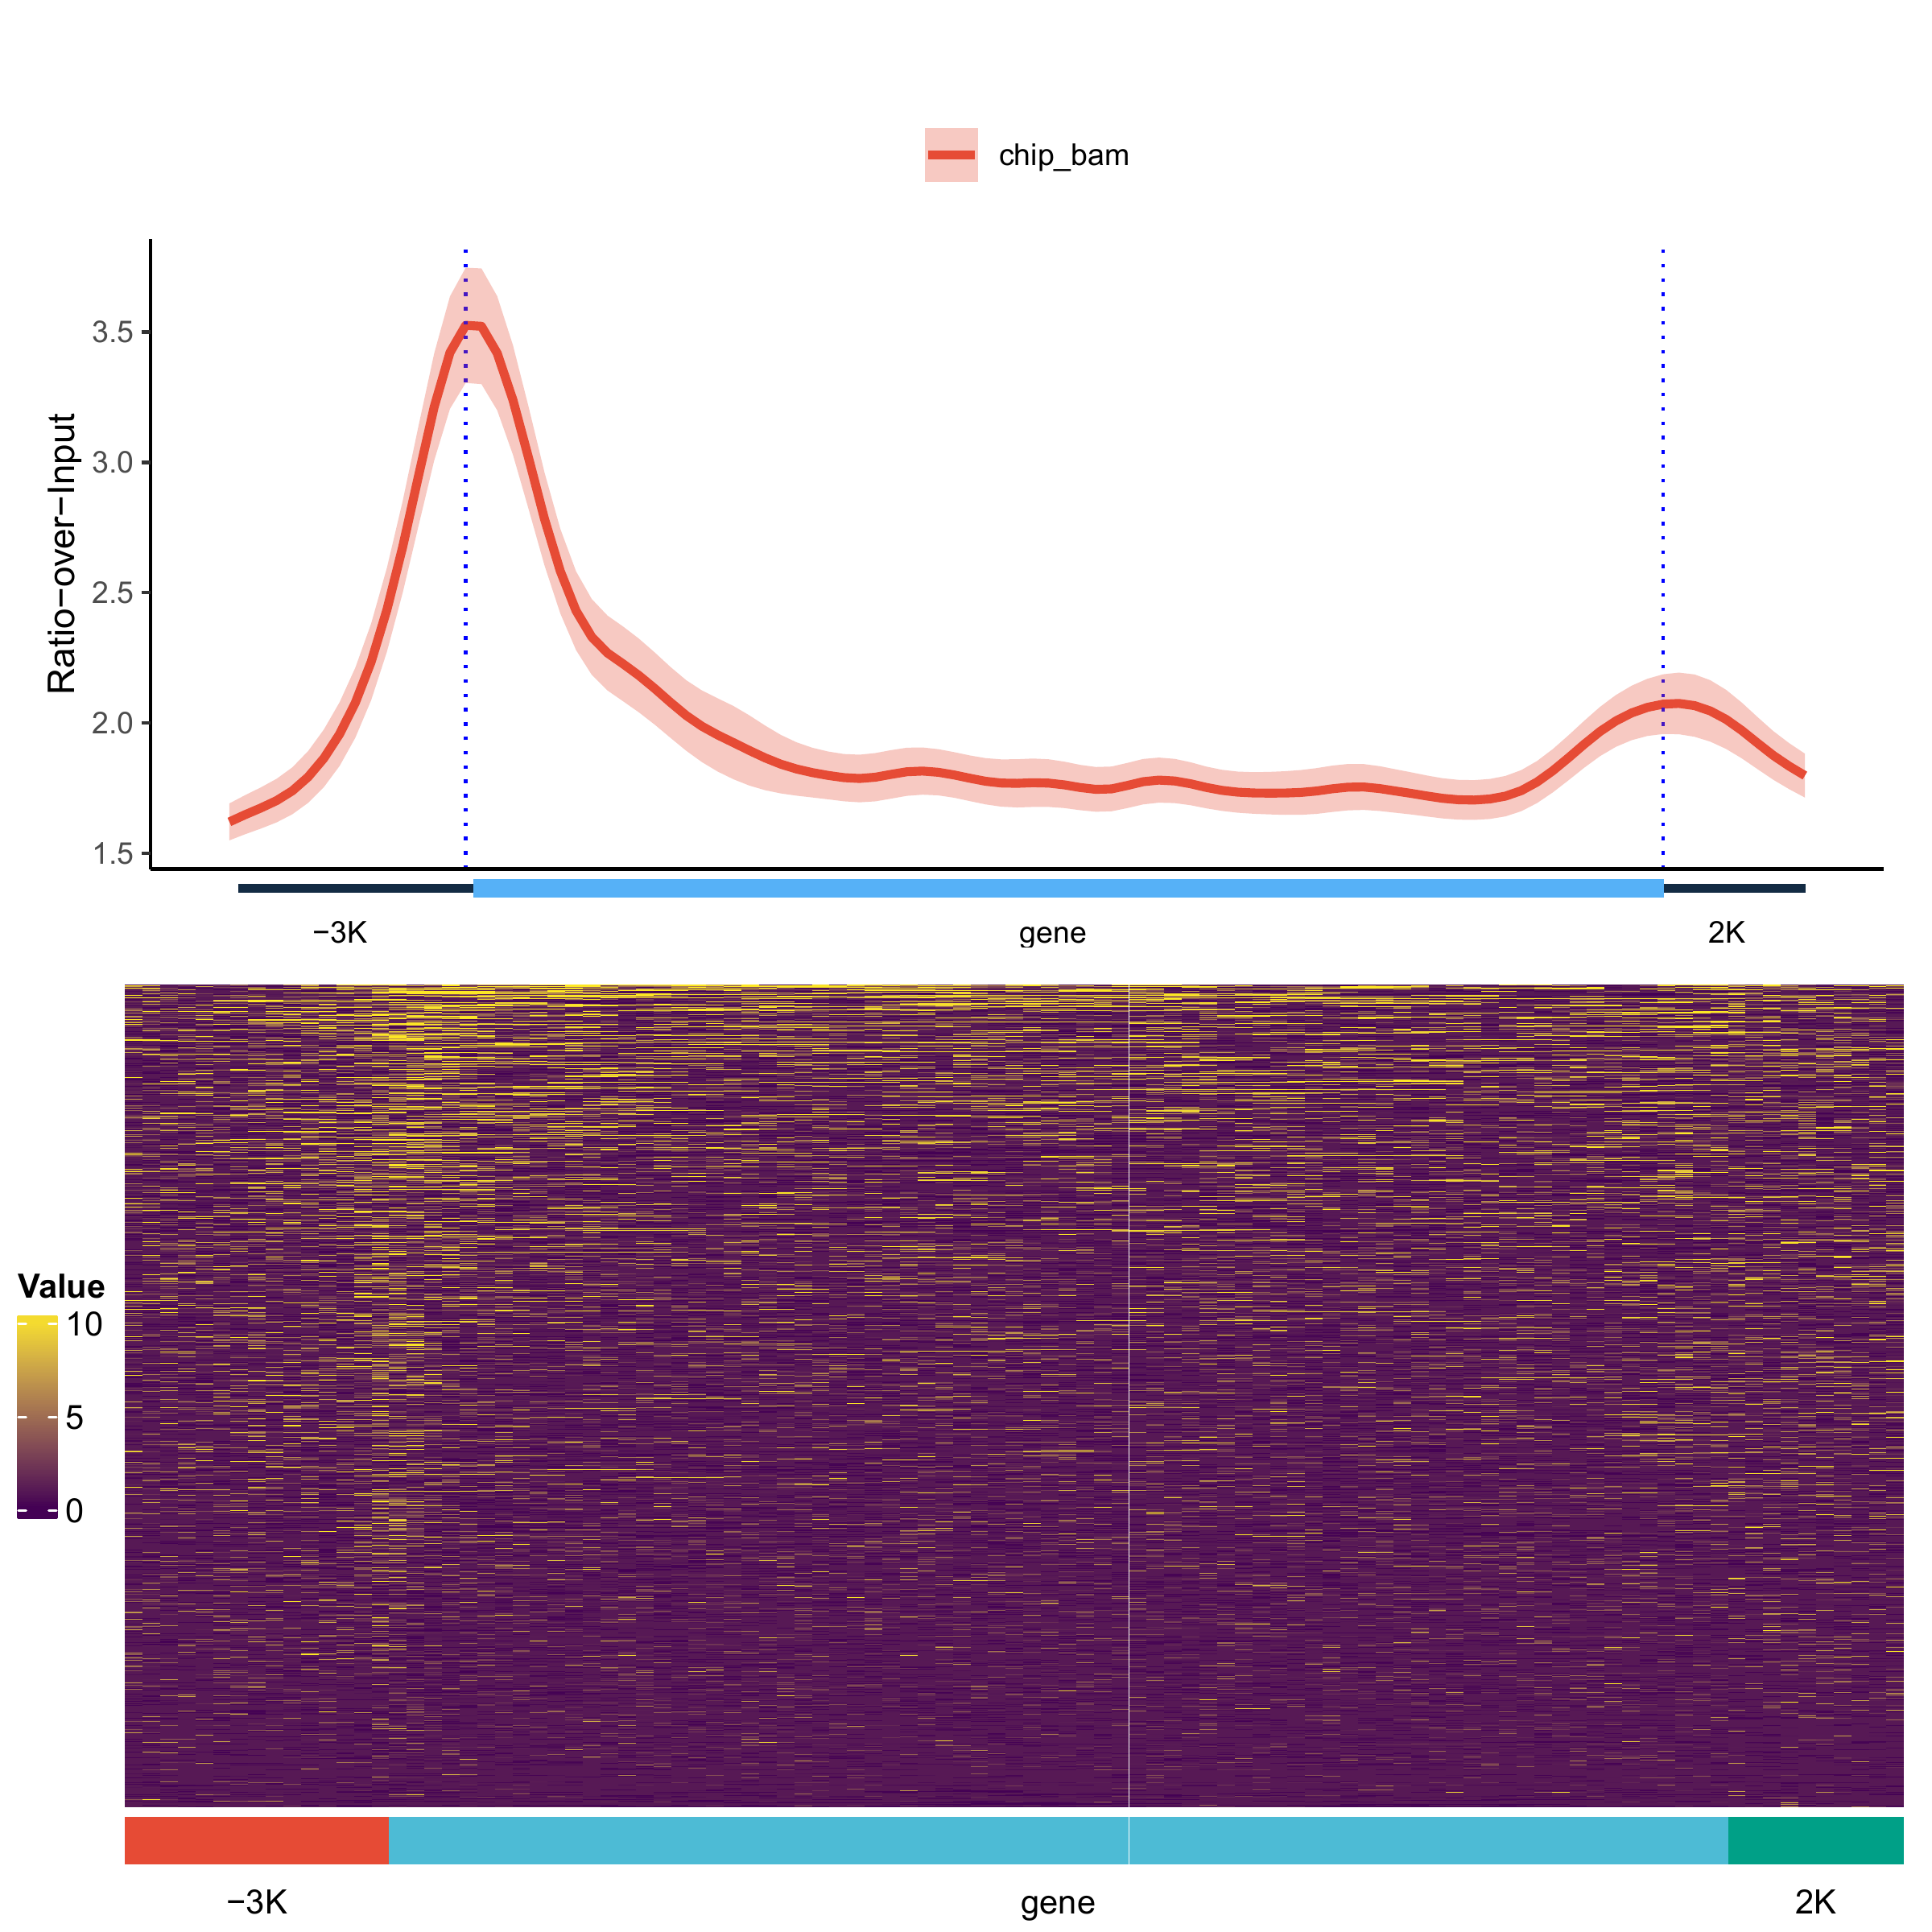 chip_bam
Ratio−over−Input
3.5
3.0
2.5
2.0
1.5
−3K gene 2K
Value
10
5
0
−3K gene 2K